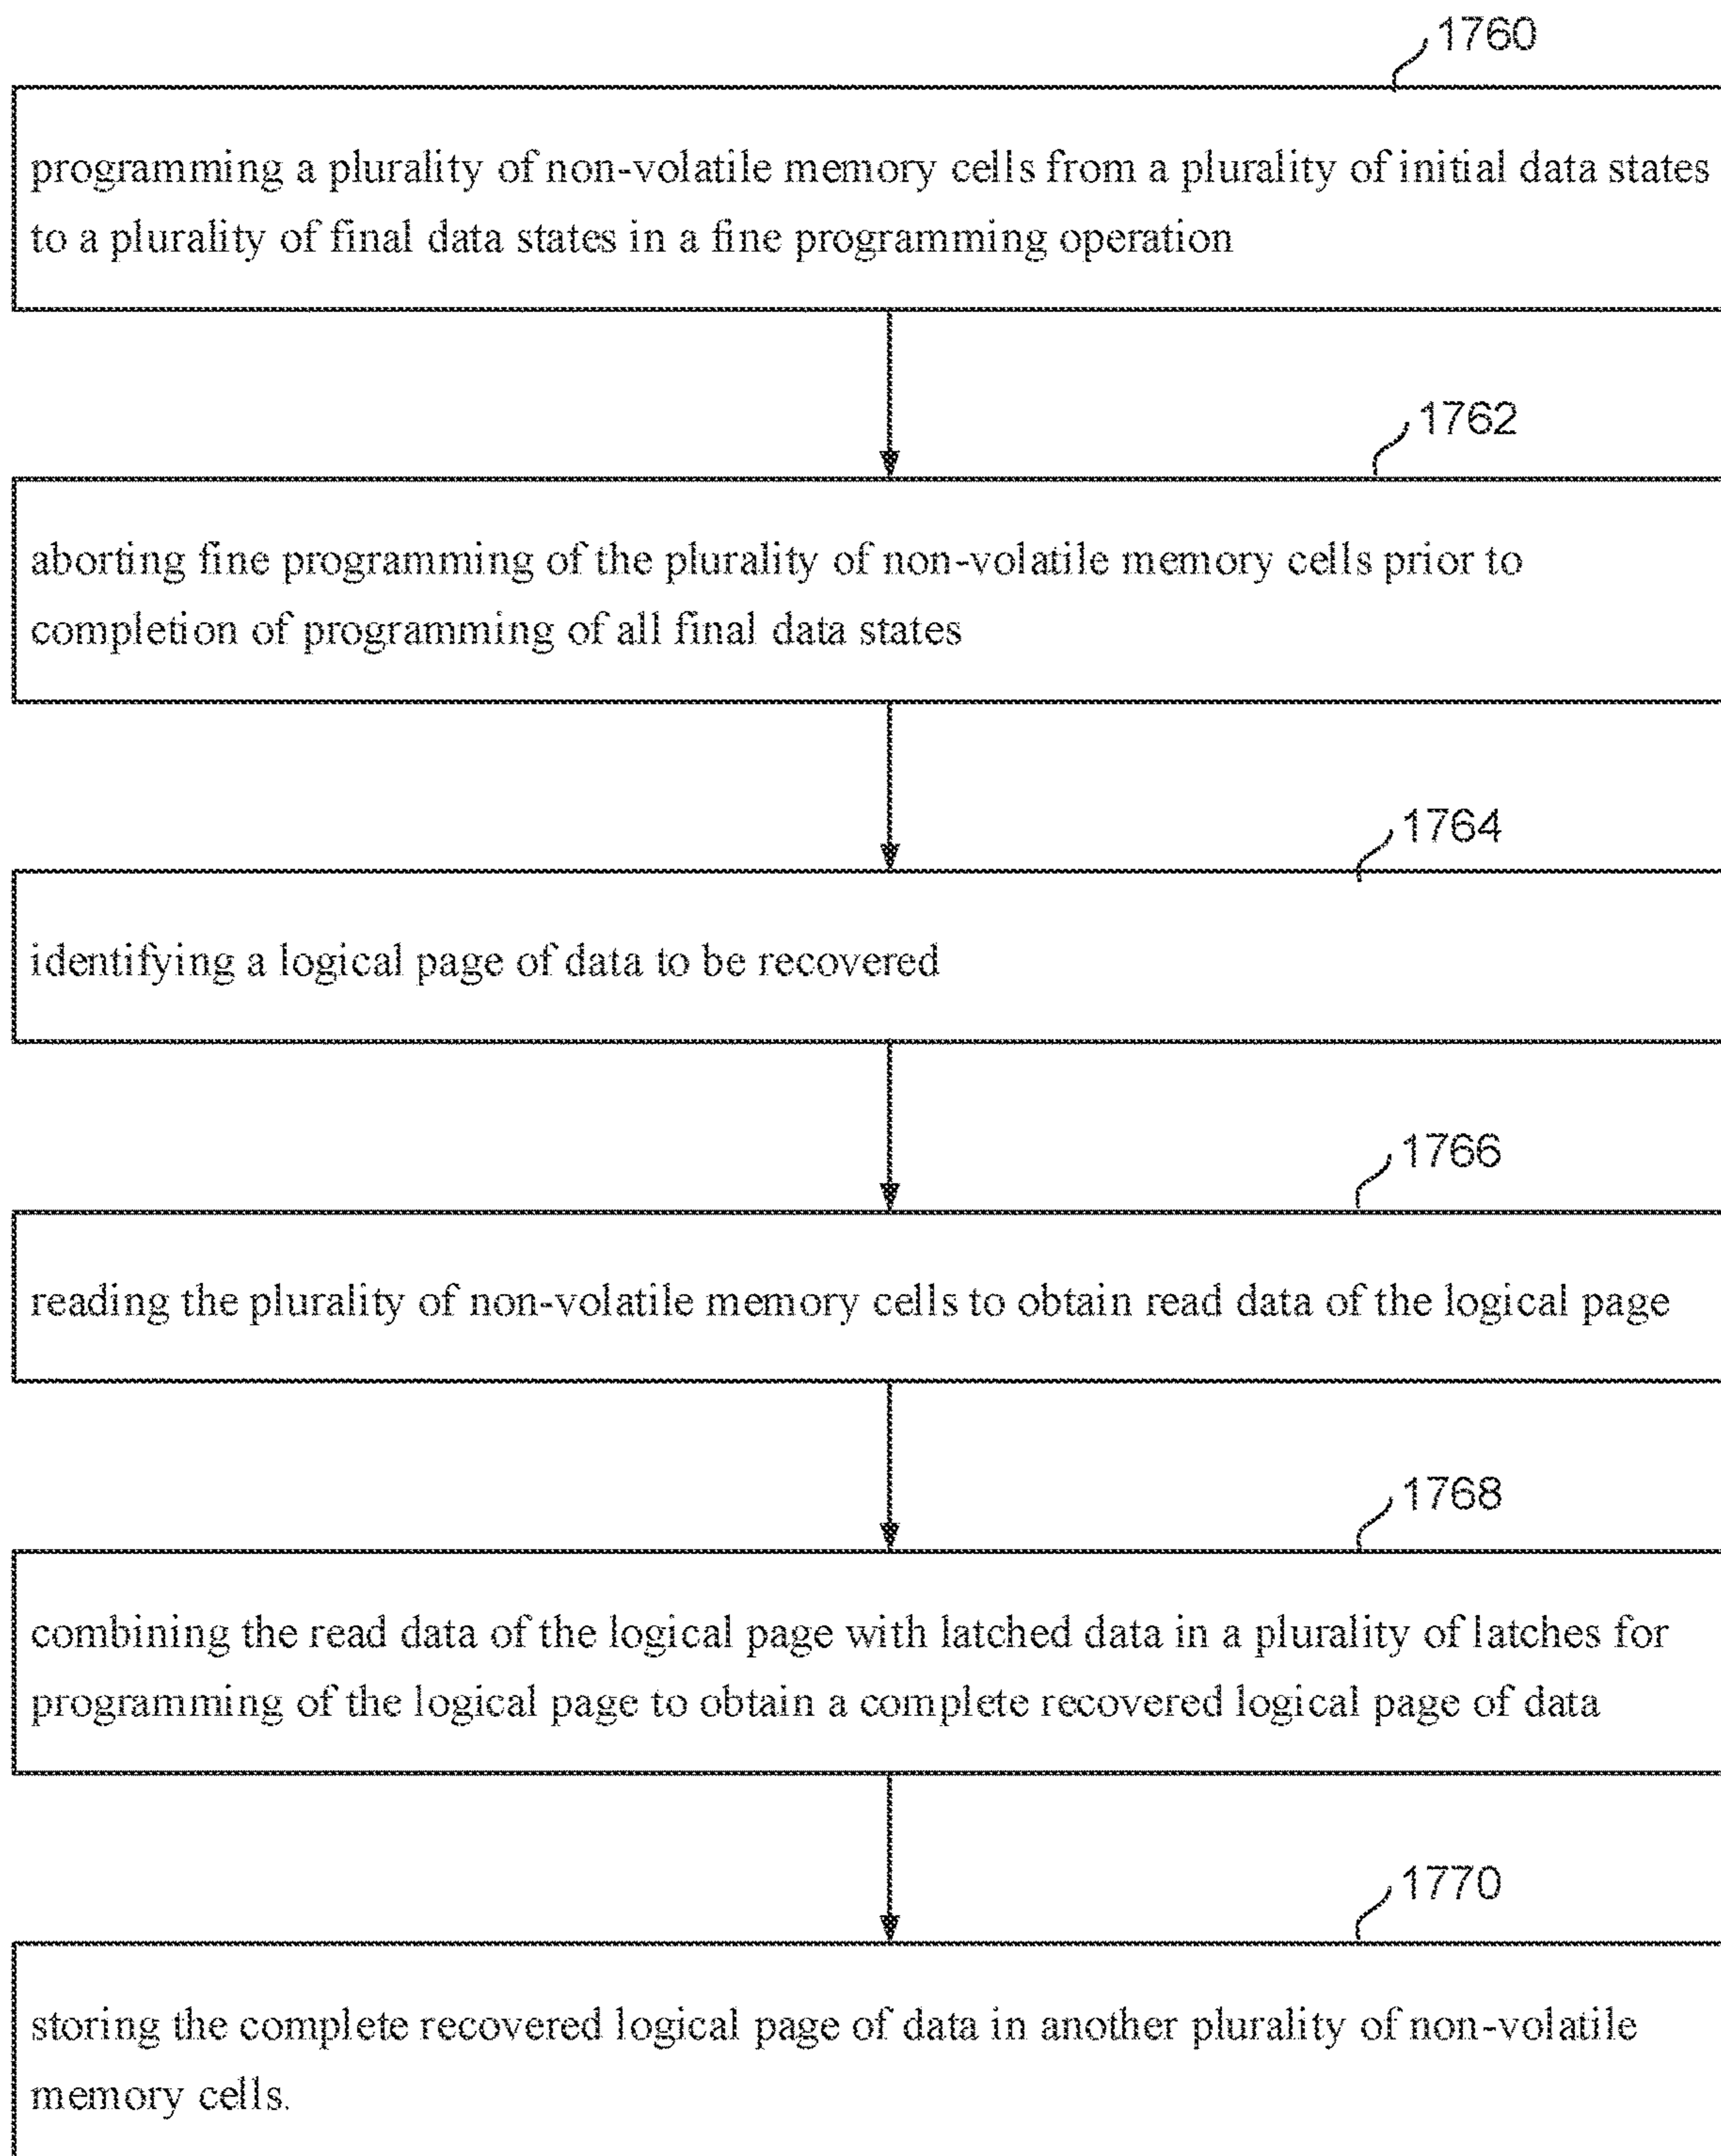 1760
programming a plurality of non-volatile memory cells from a plurality of initial data states
to a plurality of final data states in a fine programming operation
1762
aborting fine programming of the plurality of non-volatile memory cells prior to
completion of programming of all final data states
1764
identifying a logical page of data to be recovered
1766
reading the plurality of non-volatile memory cells to obtain read data of the logical page
1768
combining the read data of the logical page with latched data in a plurality of latches for
programming of the logical page to obtain a complete recovered logical page of data
1770
storing the complete recovered logical page of data in another plurality of non-volatile
memory cells.